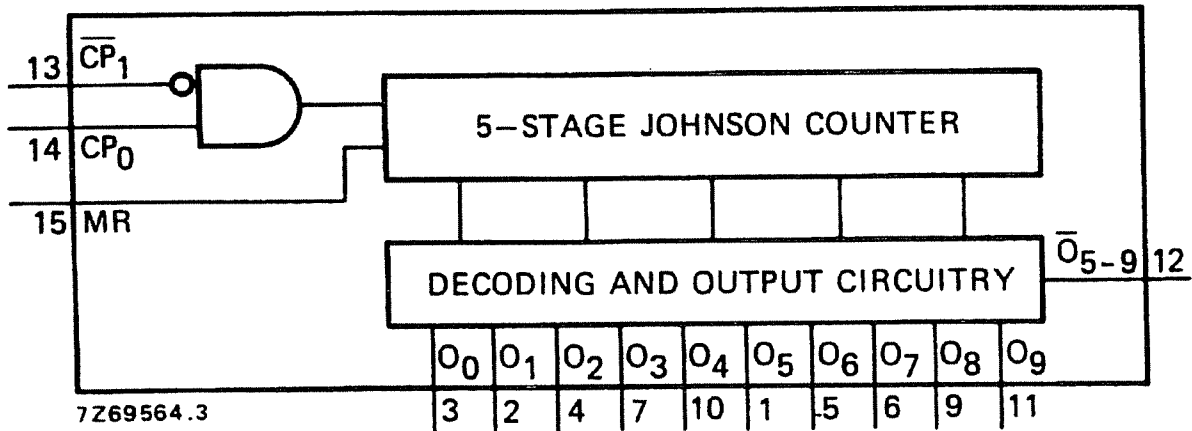 13 C̅P̅₁
14 CP₀
15 MR
5–STAGE JOHNSON COUNTER
DECODING AND OUTPUT CIRCUITRY
O̅₅₋₉ 12
O₀ O₁ O₂ O₃ O₄ O₅ O₆ O₇ O₈ O₉
3 2 4 7 10 1 5 6 9 11
7Z69564.3